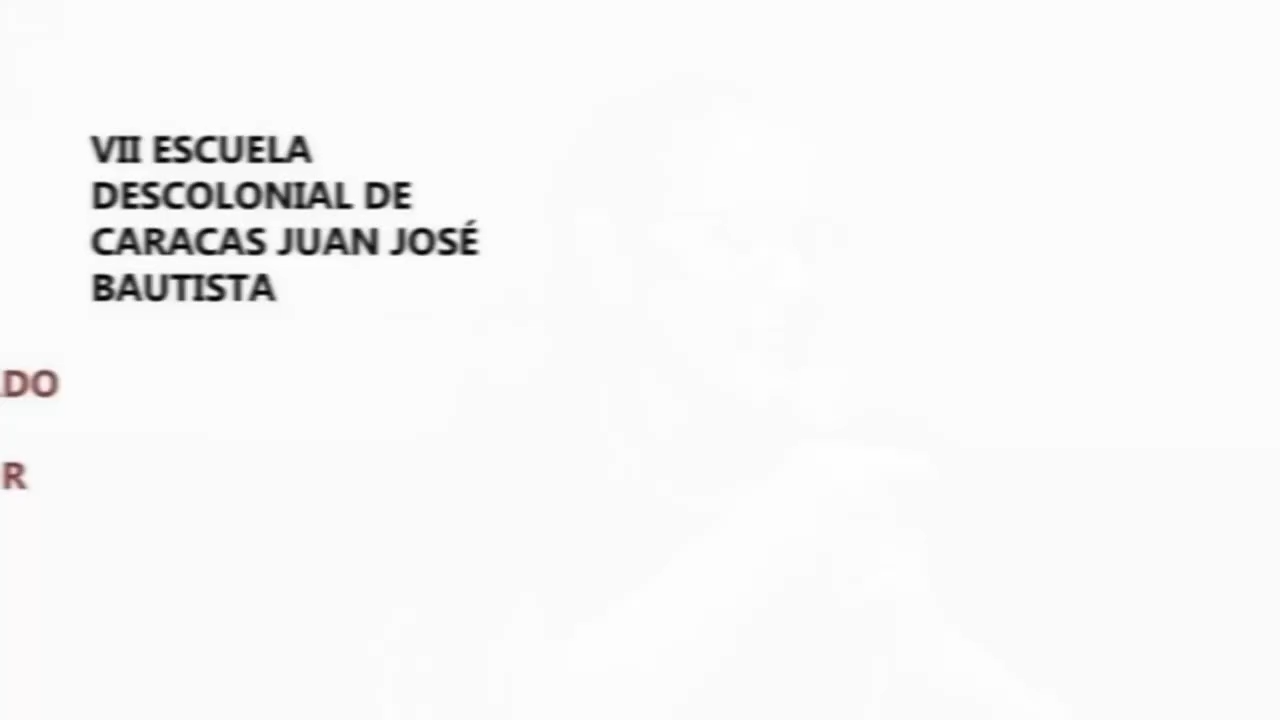 VII ESCUELA
DESCOLONIAL DE
CARACAS JUAN JOSÉ
BAUTISTA
DO
R